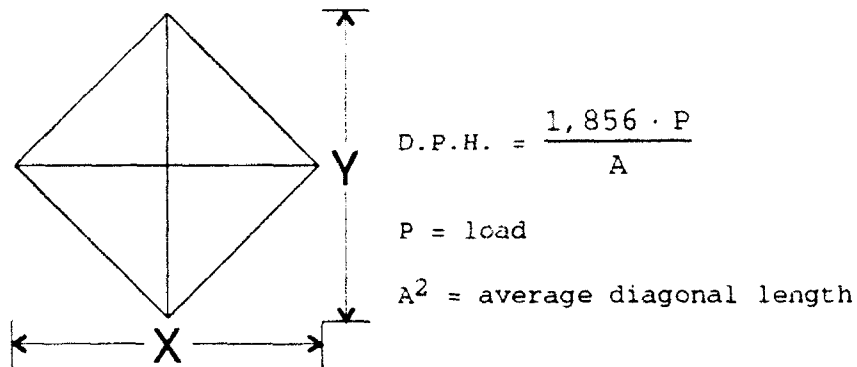 Y
D.P.H. = 1,856 · P / A
P = load
A² = average diagonal length
X